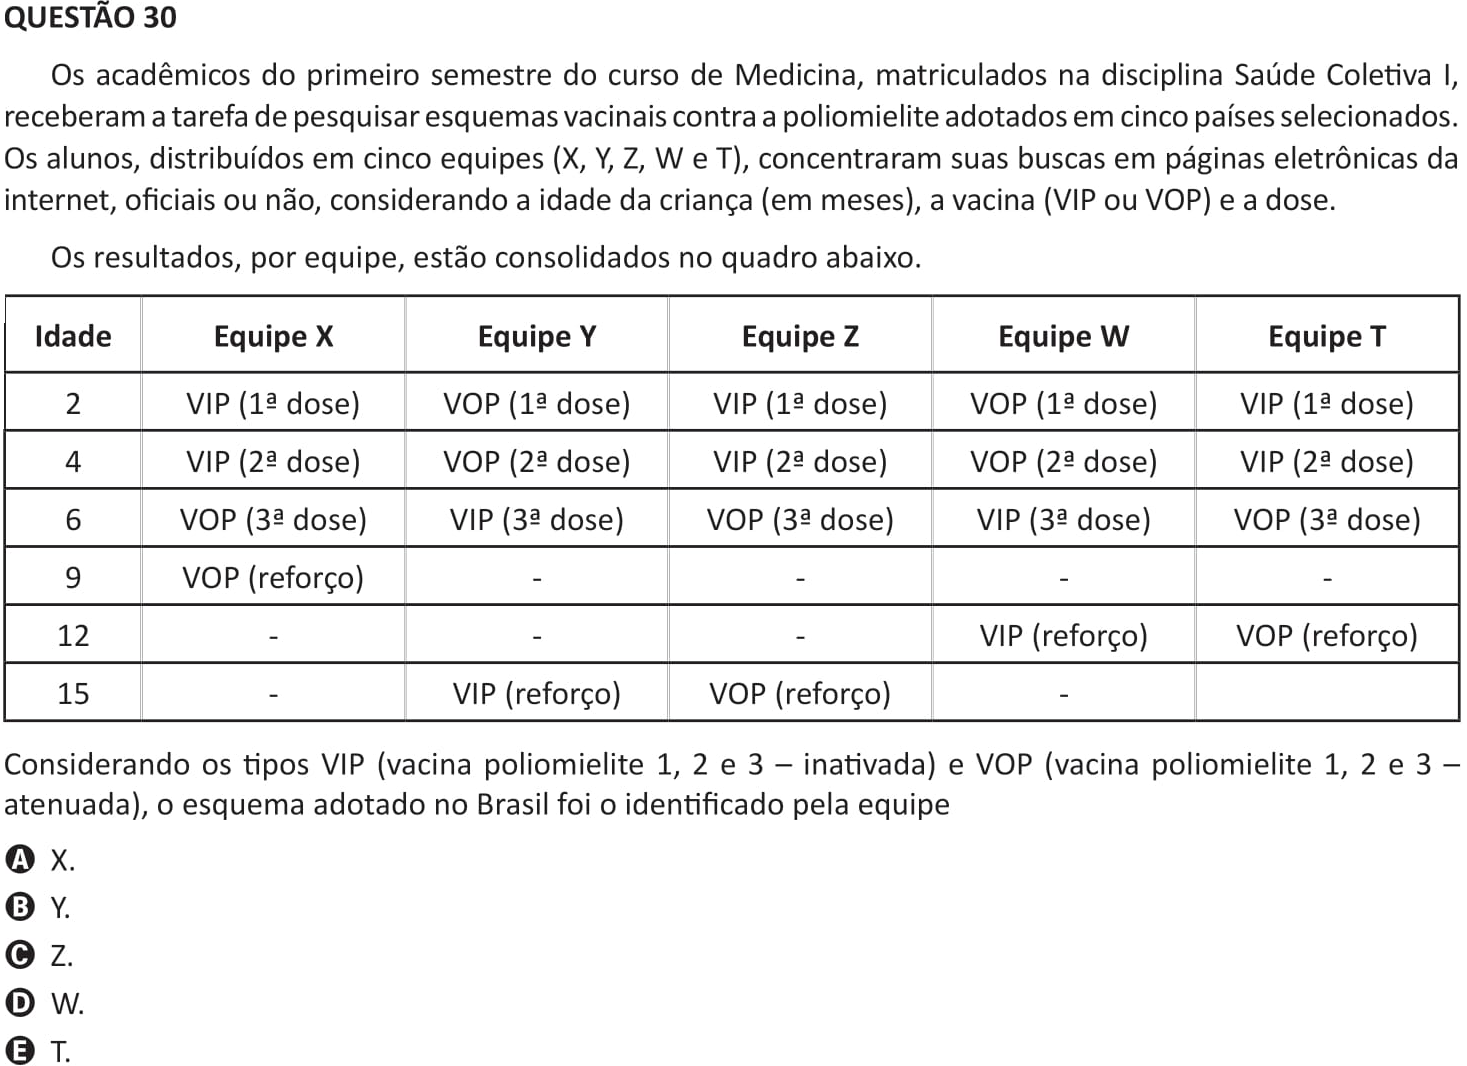 QUESTÃO 30
Os acadêmicos do primeiro semestre do curso de Medicina, matriculados na disciplina Saúde Coletiva I,
receberam a tarefa de pesquisar esquemas vacinais contra a poliomielite adotados em cinco países selecionados.
Os alunos, distribuídos em cinco equipes (X, Y, Z, W e T), concentraram suas buscas em páginas eletrônicas da
internet, oficiais ou não, considerando a idade da criança (em meses), a vacina (VIP ou VOP) e a dose.
Os resultados, por equipe, estão consolidados no quadro abaixo.
Idade Equipe X Equipe Y Equipe Z Equipe W Equipe T
2 VIP (1ª dose) VOP (1ª dose) VIP (1ª dose) VOP (1ª dose) VIP (1ª dose)
4 VIP (2ª dose) VOP (2ª dose) VIP (2ª dose) VOP (2ª dose) VIP (2ª dose)
6 VOP (3ª dose) VIP (3ª dose) VOP (3ª dose) VIP (3ª dose) VOP (3ª dose)
9 VOP (reforço) - - - -
12 - - - VIP (reforço) VOP (reforço)
15 - VIP (reforço) VOP (reforço) -
Considerando os tipos VIP (vacina poliomielite 1, 2 e 3 – inativada) e VOP (vacina poliomielite 1, 2 e 3 –
atenuada), o esquema adotado no Brasil foi o identificado pela equipe
A X.
B Y.
C Z.
D W.
E T.